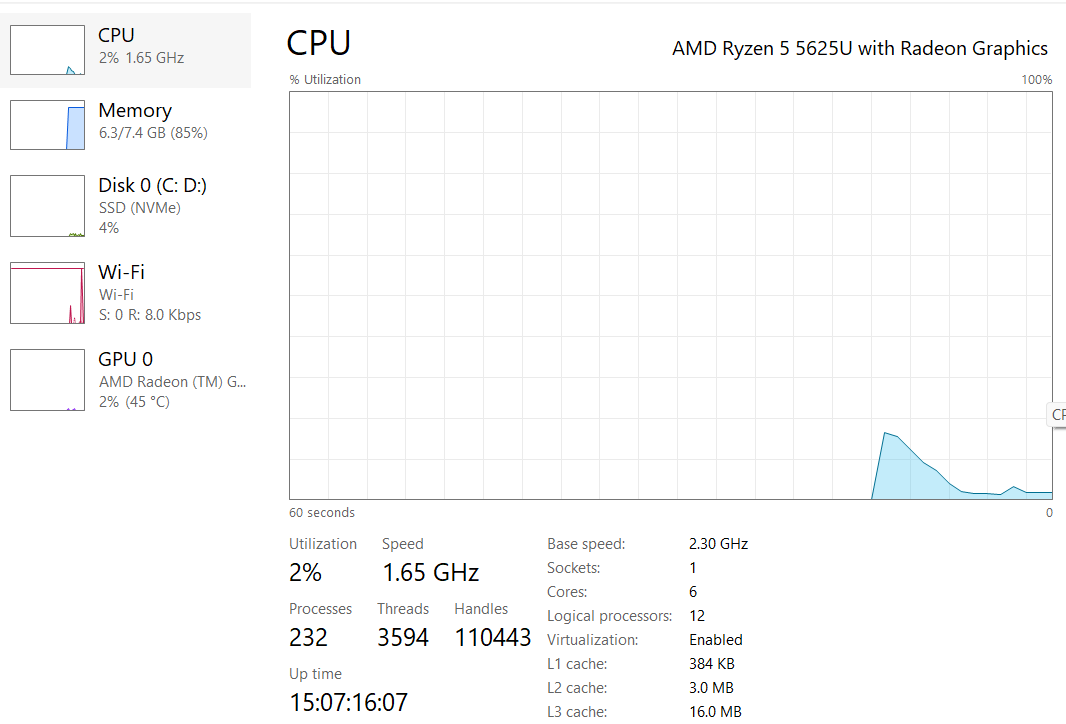 CPU
2% 1.65 GHz
Memory
6.3/7.4 GB (85%)
Disk 0 (C: D:)
SSD (NVMe)
4%
Wi-Fi
Wi-Fi
S: 0 R: 8.0 Kbps
GPU 0
AMD Radeon (TM) G...
2% (45 °C)
CPU
AMD Ryzen 5 5625U with Radeon Graphics
% Utilization 100%
60 seconds 0
Utilization Speed
2% 1.65 GHz
Processes Threads Handles
232 3594 110443
Up time
15:07:16:07
Base speed: 2.30 GHz
Sockets: 1
Cores: 6
Logical processors: 12
Virtualization: Enabled
L1 cache: 384 KB
L2 cache: 3.0 MB
L3 cache: 16.0 MB